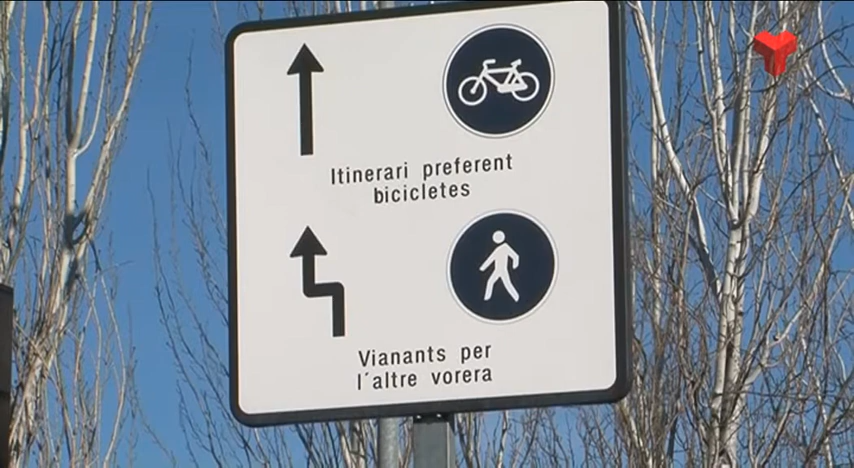 Itinerari preferent
bicicletes
Vianants per
l´altre vorera